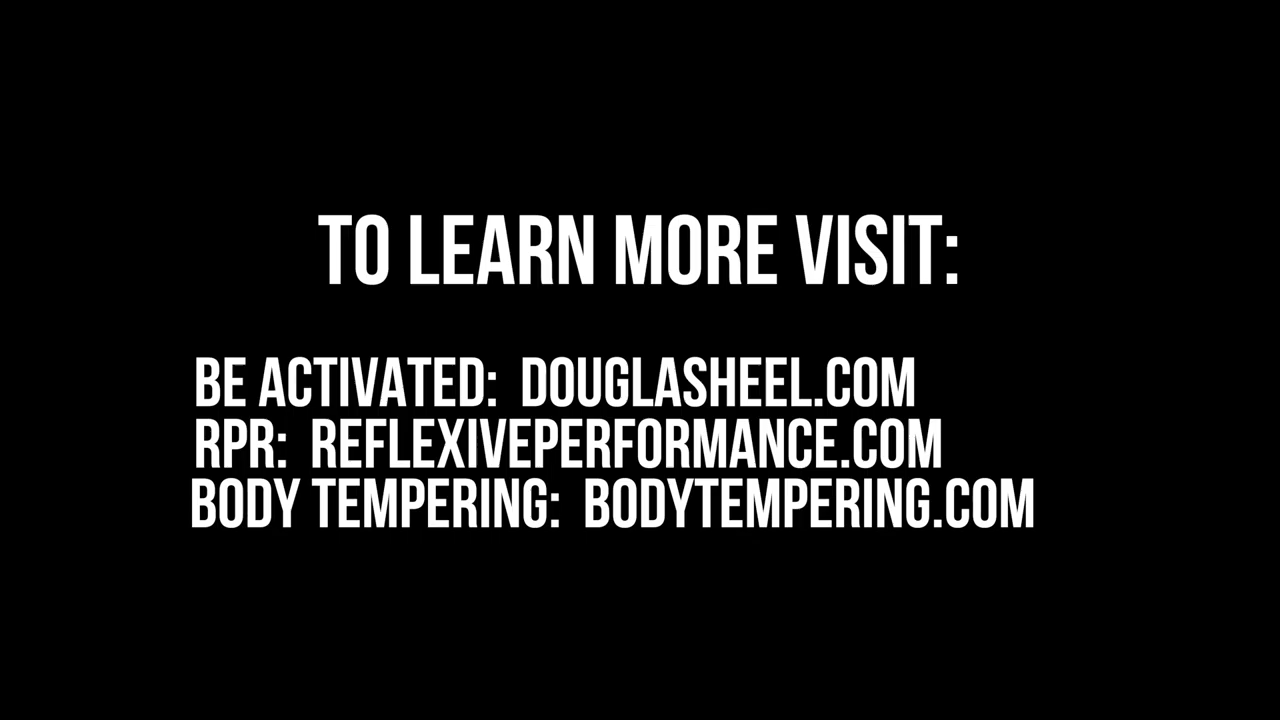 TO LEARN MORE VISIT:
BE ACTIVATED: DOUGLASHEEL.COM
RPR: REFLEXIVEPERFORMANCE.COM
BODY TEMPERING: BODYTEMPERING.COM